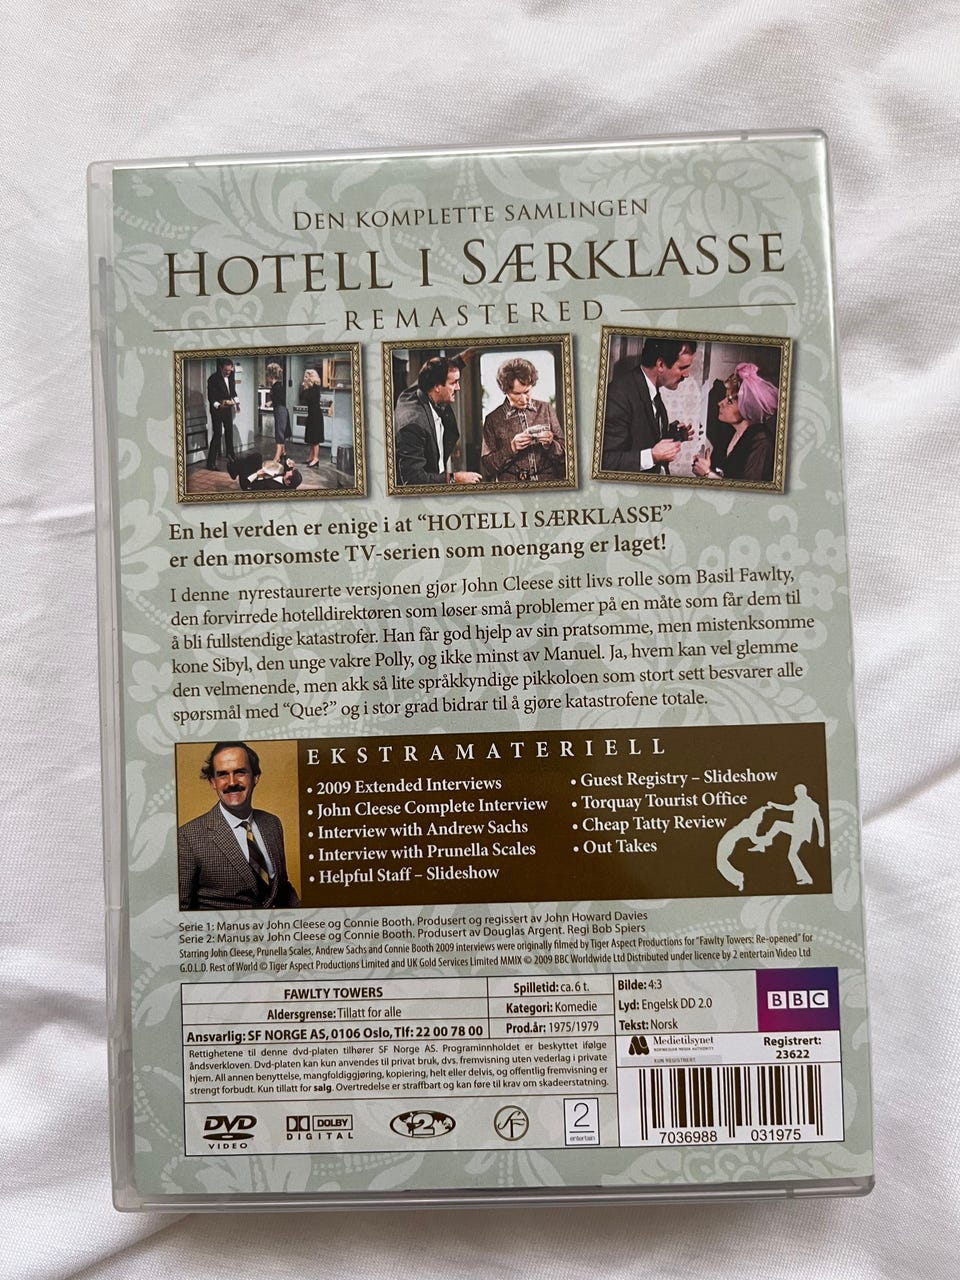 DEN KOMPLETTE SAMLINGEN
HOTELL I SÆRKLASSE
REMASTERED
En hel verden er enige i at “HOTELL I SÆRKLASSE”
er den morsomste TV-serien som noengang er laget!
I denne nyrestaurerte versjonen gjør John Cleese sitt livs rolle som Basil Fawlty,
den forvirrede hotelldirektøren som løser små problemer på en måte som får dem til
å bli fullstendige katastrofer. Han får god hjelp av sin pratsomme, men mistenksomme
kone Sibyl, den unge vakre Polly, og ikke minst av Manuel. Ja, hvem kan vel glemme
den velmenende, men akk så lite språkkyndige pikkoloen som stort sett besvarer alle
spørsmål med “Que?” og i stor grad bidrar til å gjøre katastrofene totale.
EKSTRAMATERIELL
• 2009 Extended Interviews
• John Cleese Complete Interview
• Interview with Andrew Sachs
• Interview with Prunella Scales
• Helpful Staff – Slideshow
• Guest Registry – Slideshow
• Torquay Tourist Office
• Cheap Tatty Review
• Out Takes
Serie 1: Manus av John Cleese og Connie Booth. Produsert og regissert av John Howard Davies
Serie 2: Manus av John Cleese og Connie Booth. Produsert av Douglas Argent. Regi Bob Spiers
Starring John Cleese, Prunella Scales, Andrew Sachs and Connie Booth 2009 interviews were originally filmed by Tiger Aspect Productions for “Fawlty Towers: Re-opened” for
G.O.L.D. Rest of World © Tiger Aspect Productions Limited and UK Gold Services Limited MMIX © 2009 BBC Worldwide Ltd Distributed under licence by 2 entertain Video Ltd
FAWLTY TOWERS
Aldersgrense: Tillatt for alle
Ansvarlig: SF NORGE AS, 0106 Oslo, Tlf: 22 00 78 00
Spilletid: ca. 6 t.
Kategori: Komedie
Prod.år: 1975/1979
Bilde: 4:3
Lyd: Engelsk DD 2.0
Tekst: Norsk
BBC
Rettighetene til denne dvd-platen tilhører SF Norge AS. Programinnholdet er beskyttet ifølge
åndsverkloven. Dvd-platen kan kun anvendes til privat bruk, dvs. fremvisning uten vederlag i private
hjem. All annen benyttelse, mangfoldiggjøring, kopiering, helt eller delvis, og offentlig fremvisning er
strengt forbudt. Kun tillatt for salg. Overtredelse er straffbart og kan føre til krav om skadeerstatning.
Medietilsynet
NORWEGIAN MEDIA AUTHORITY
KUN REGISTRERT
Registrert:
23622
DVD
VIDEO
DOLBY
DIGITAL
2
SF
2
entertain
7036988 031975